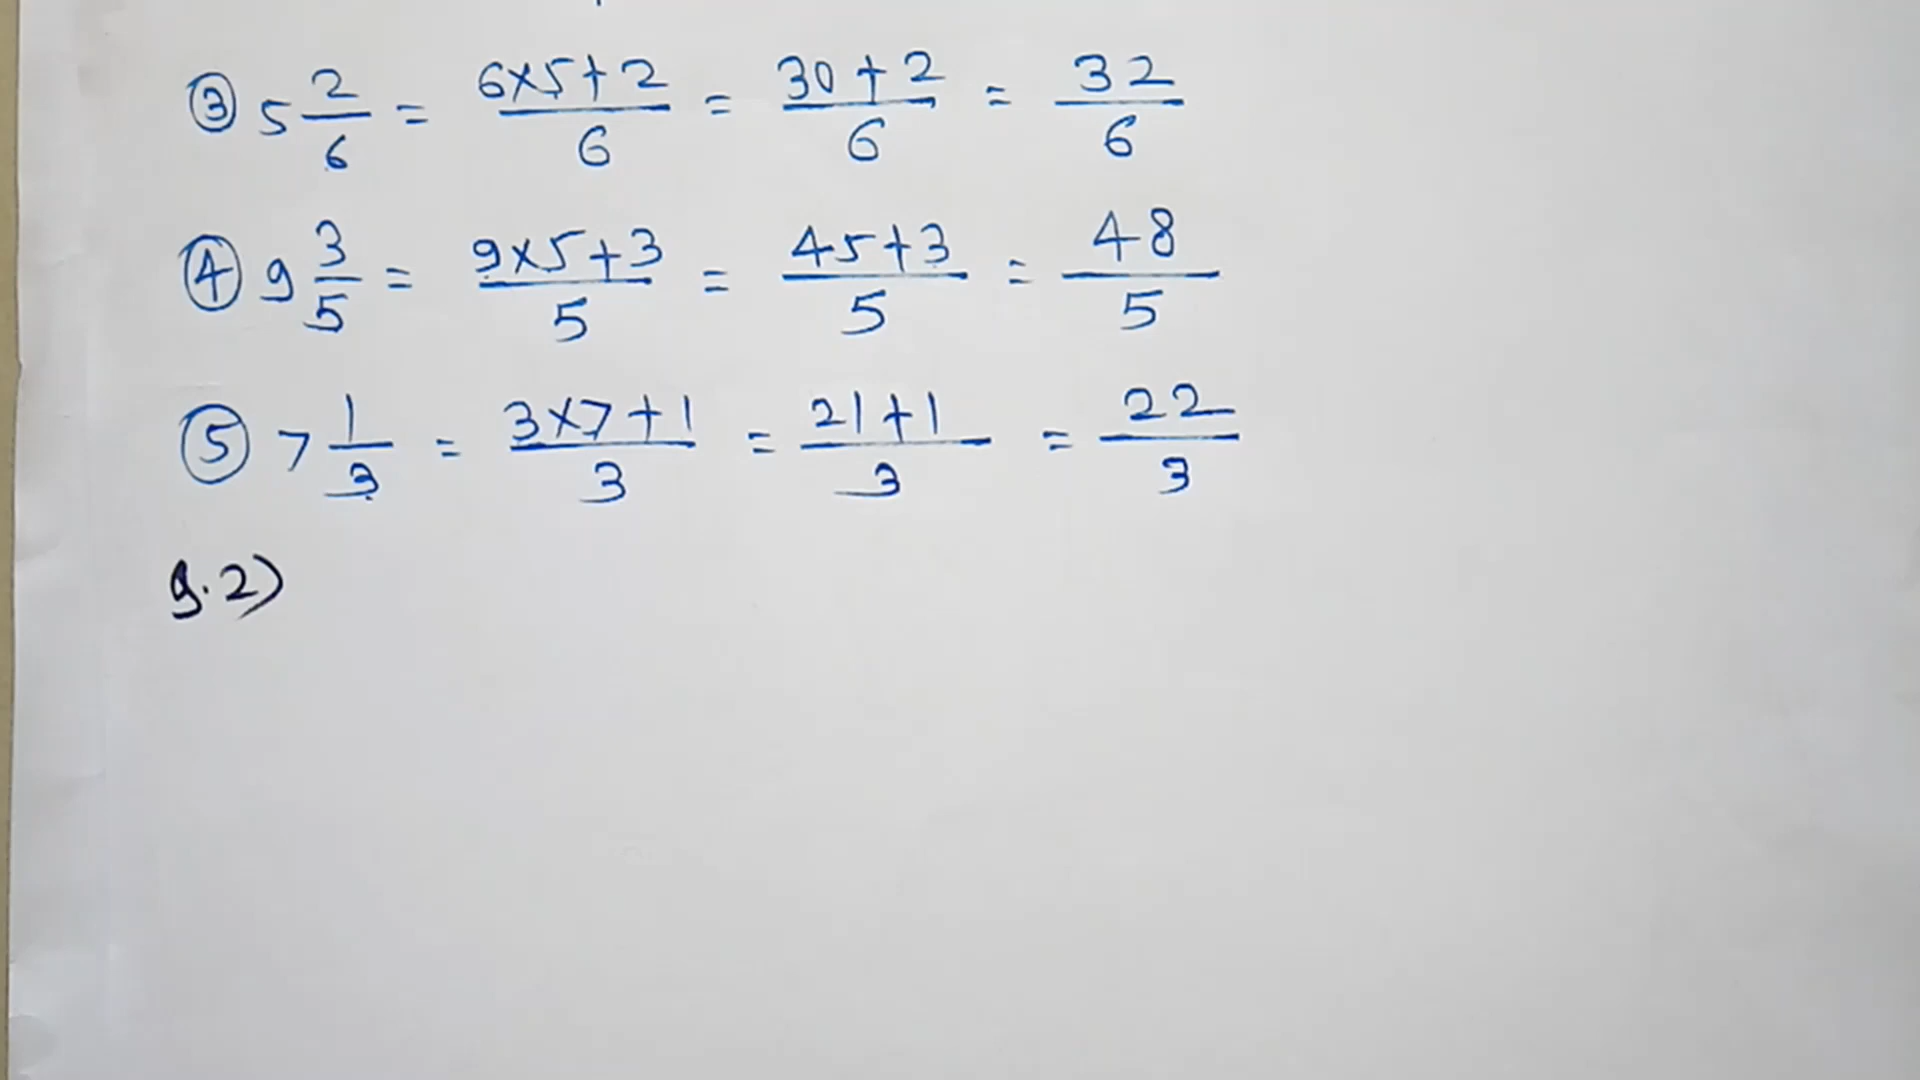 ③ 5 2/6 = 6×5+2/6 = 30+2/6 = 32/6
④ 9 3/5 = 9×5+3/5 = 45+3/5 = 48/5
⑤ 7 1/3 = 3×7+1/3 = 21+1/3 = 22/3
9.2)